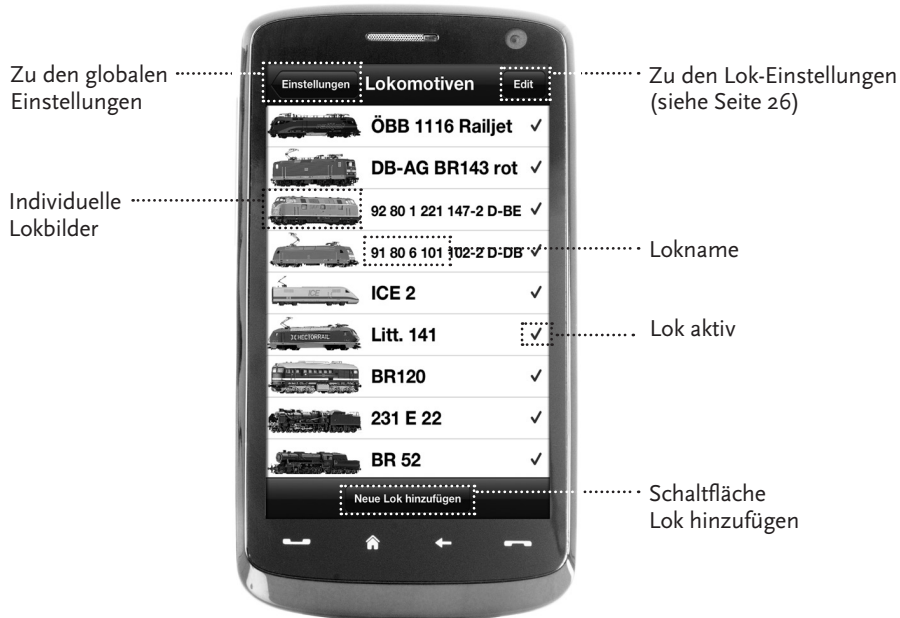 Zu den globalen
Einstellungen
Einstellungen Lokomotiven Edit
Zu den Lok-Einstellungen
(siehe Seite 26)
ÖBB 1116 Railjet ✓
DB-AG BR143 rot ✓
Individuelle
Lokbilder
92 80 1 221 147-2 D-BE ✓
91 80 6 101 102-2 D-DB ✓
Lokname
ICE
ICE 2 ✓
HECTORRAIL
Litt. 141 ✓
Lok aktiv
BR120 ✓
231 E 22 ✓
BR 52 ✓
Neue Lok hinzufügen
Schaltfläche
Lok hinzufügen